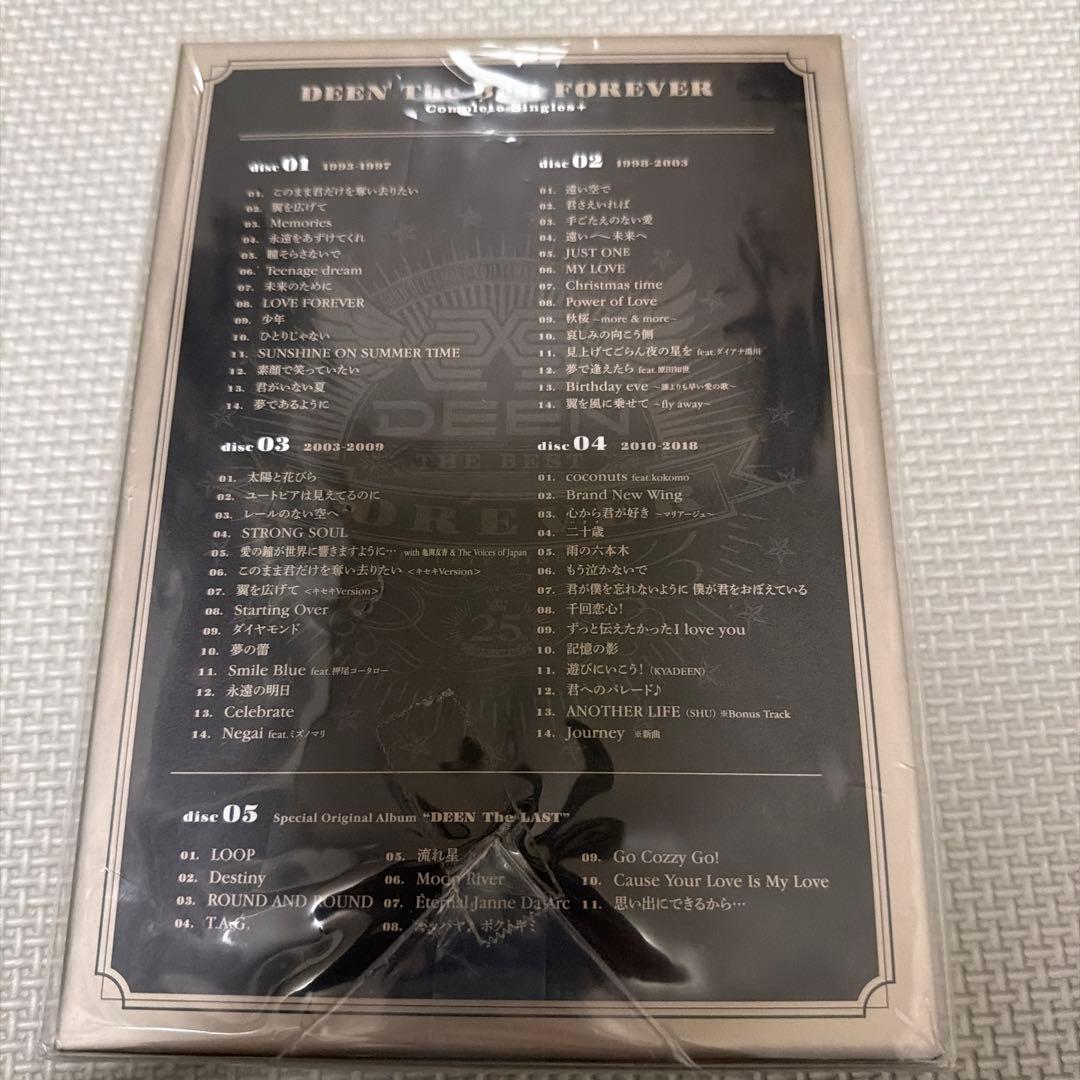 DEEN The Best FOREVER
Complete Singles+
disc 01 1993-1997
01. このまま君だけを奪い去りたい
02. 翼を広げて
03. Memories
04. 永遠をあずけてくれ
05. 瞳そらさないで
06. Teenage dream
07. 未来のために
08. LOVE FOREVER
09. 少年
10. ひとりじゃない
11. SUNSHINE ON SUMMER TIME
12. 素顔で笑っていたい
13. 君がいない夏
14. 夢であるように
disc 02 1998-2003
01. 遠い空で
02. 君さえいれば
03. 手ごたえのない愛
04. 遠い遠い未来へ
05. JUST ONE
06. MY LOVE
07. Christmas time
08. Power of Love
09. 秋桜 ~more & more~
10. 哀しみの向こう側
11. 見上げてごらん夜の星を feat.ダイアナ湯川
12. 夢で逢えたら feat.原田知世
13. Birthday eve ~誰よりも早い愛の歌~
14. 翼を風に乗せて ~fly away~
disc 03 2003-2009
01. 太陽と花びら
02. ユートピアは見えてるのに
03. レールのない空へ
04. STRONG SOUL
05. 愛の鐘が世界に響きますように… with 亀渕友香 & The Voices of Japan
06. このまま君だけを奪い去りたい <キセキVersion>
07. 翼を広げて <キセキVersion>
08. Starting Over
09. ダイヤモンド
10. 夢の蕾
11. Smile Blue feat.押尾コータロー
12. 永遠の明日
13. Celebrate
14. Negai feat.ミズノマリ
disc 04 2010-2018
01. coconuts feat.kokomo
02. Brand New Wing
03. 心から君が好き ~マリアージュ~
04. 二十歳
05. 雨の六本木
06. もう泣かないで
07. 君が僕を忘れないように 僕が君をおぼえている
08. 千回恋心!
09. ずっと伝えたかった I love you
10. 記憶の影
11. 遊びにいこう! (KYADEEN)
12. 君へのパレード♪
13. ANOTHER LIFE (SHU) ※Bonus Track
14. Journey ※新曲
DEEN
THE BEST
FOREVER
25
disc 05 Special Original Album "DEEN The LAST"
01. LOOP
02. Destiny
03. ROUND AND ROUND
04. T.A.G.
05. 流れ星
06. Moon River
07. Eternal Janne Da Arc
08.
09. Go Cozzy Go!
10. Cause Your Love Is My Love
11. 思い出にできるから…